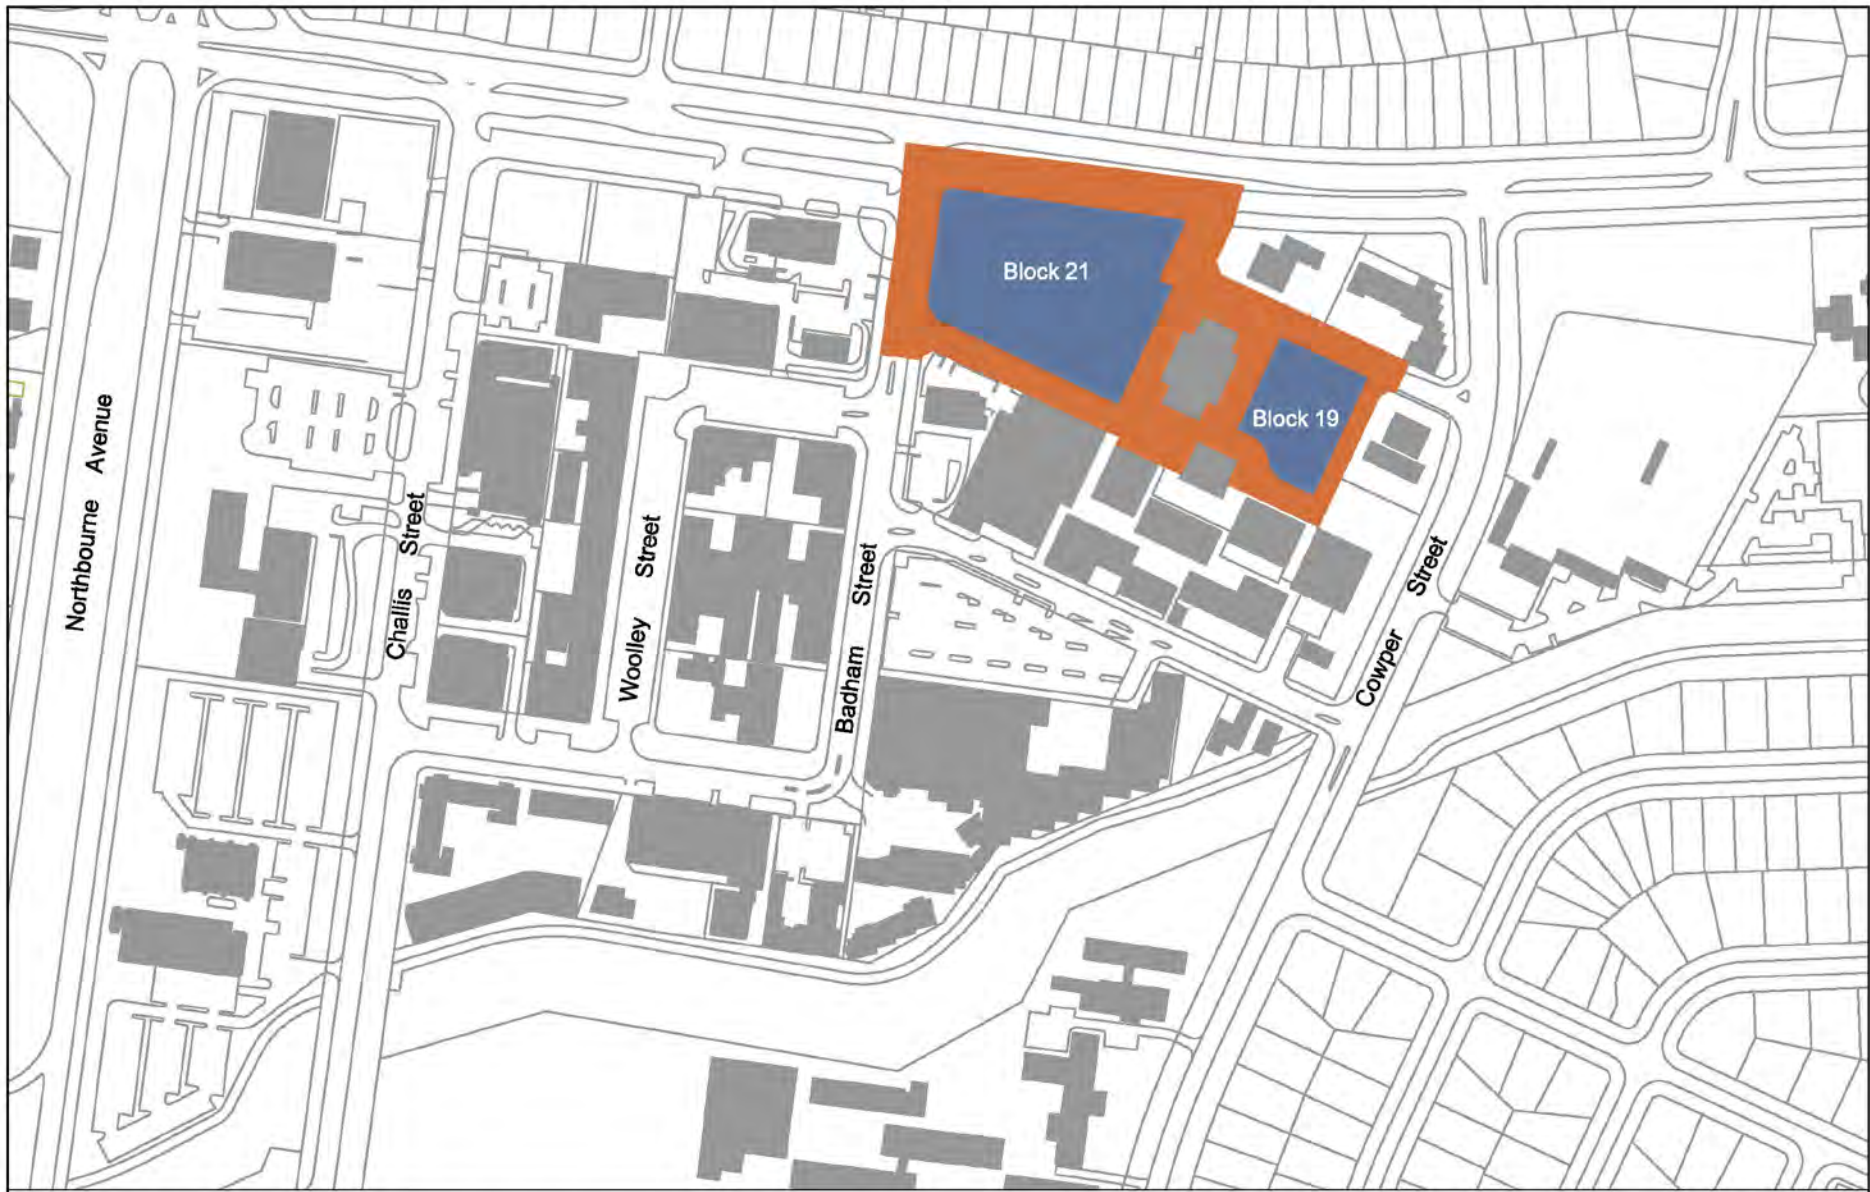 Block 21
Block 19
Northbourne Avenue
Challis Street
Woolley Street
Badham Street
Cowper Street